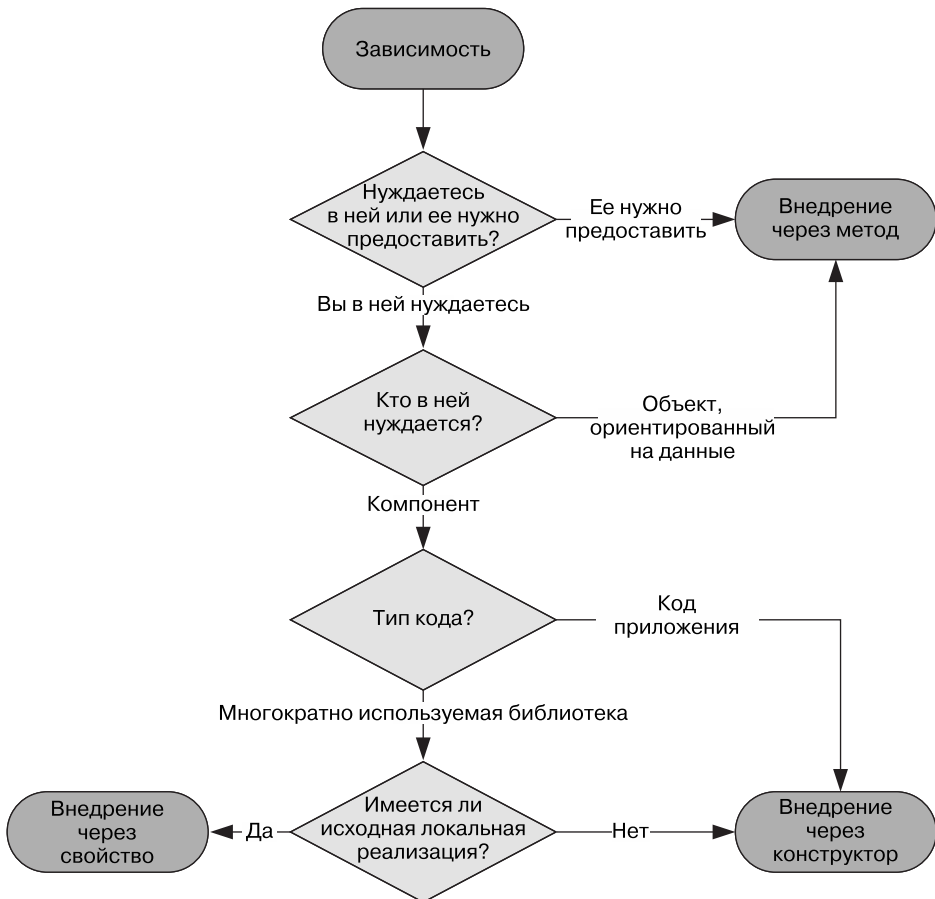 Зависимость
Нуждаетесь
в ней или ее нужно
предоставить?
Ее нужно
предоставить
Внедрение
через метод
Вы в ней нуждаетесь
Кто в ней
нуждается?
Объект,
ориентированный
на данные
Компонент
Тип кода?
Код
приложения
Многократно используемая библиотека
Внедрение
через
свойство
Да
Имеется ли
исходная локальная
реализация?
Нет
Внедрение
через
конструктор